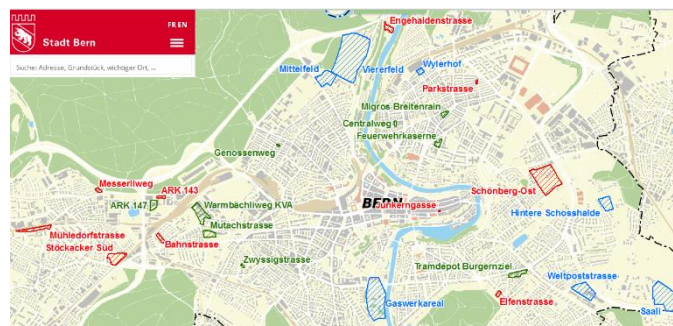 FR EN
Stadt Bern
Suche: Adresse, Grundstück, wichtiger Ort, ...
Engehaldenstrasse
Mittelfeld
Viererfeld
Wylerhof
Parkstrasse
Migros Breitenrain
Centralweg
Feuerwehrkaserne
Genossenweg
Messerliweg
ARK 143
ARK 147
Warmbächliweg KVA
BERN
Junkerngasse
Schönberg-Ost
Hintere Schosshalde
Mutachstrasse
Mühledorfstrasse
Bahnstrasse
Stöckacker Süd
Zwyssigstrasse
Tramdepot Burgernziel
Weltpoststrasse
Gaswerkareal
Elfenstrasse
Saali